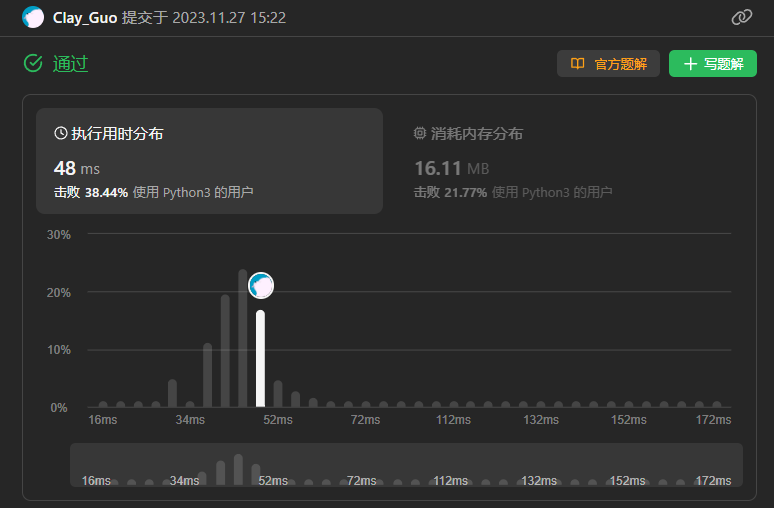 Clay_Guo 提交于 2023.11.27 15:22
通过
官方题解
写题解
执行用时分布
48 ms
击败 38.44% 使用 Python3 的用户
消耗内存分布
16.11 MB
击败 21.77% 使用 Python3 的用户
30%
20%
10%
0%
16ms 34ms 52ms 72ms 112ms 132ms 152ms 172ms
16ms 34ms 52ms 72ms 112ms 132ms 152ms 172ms